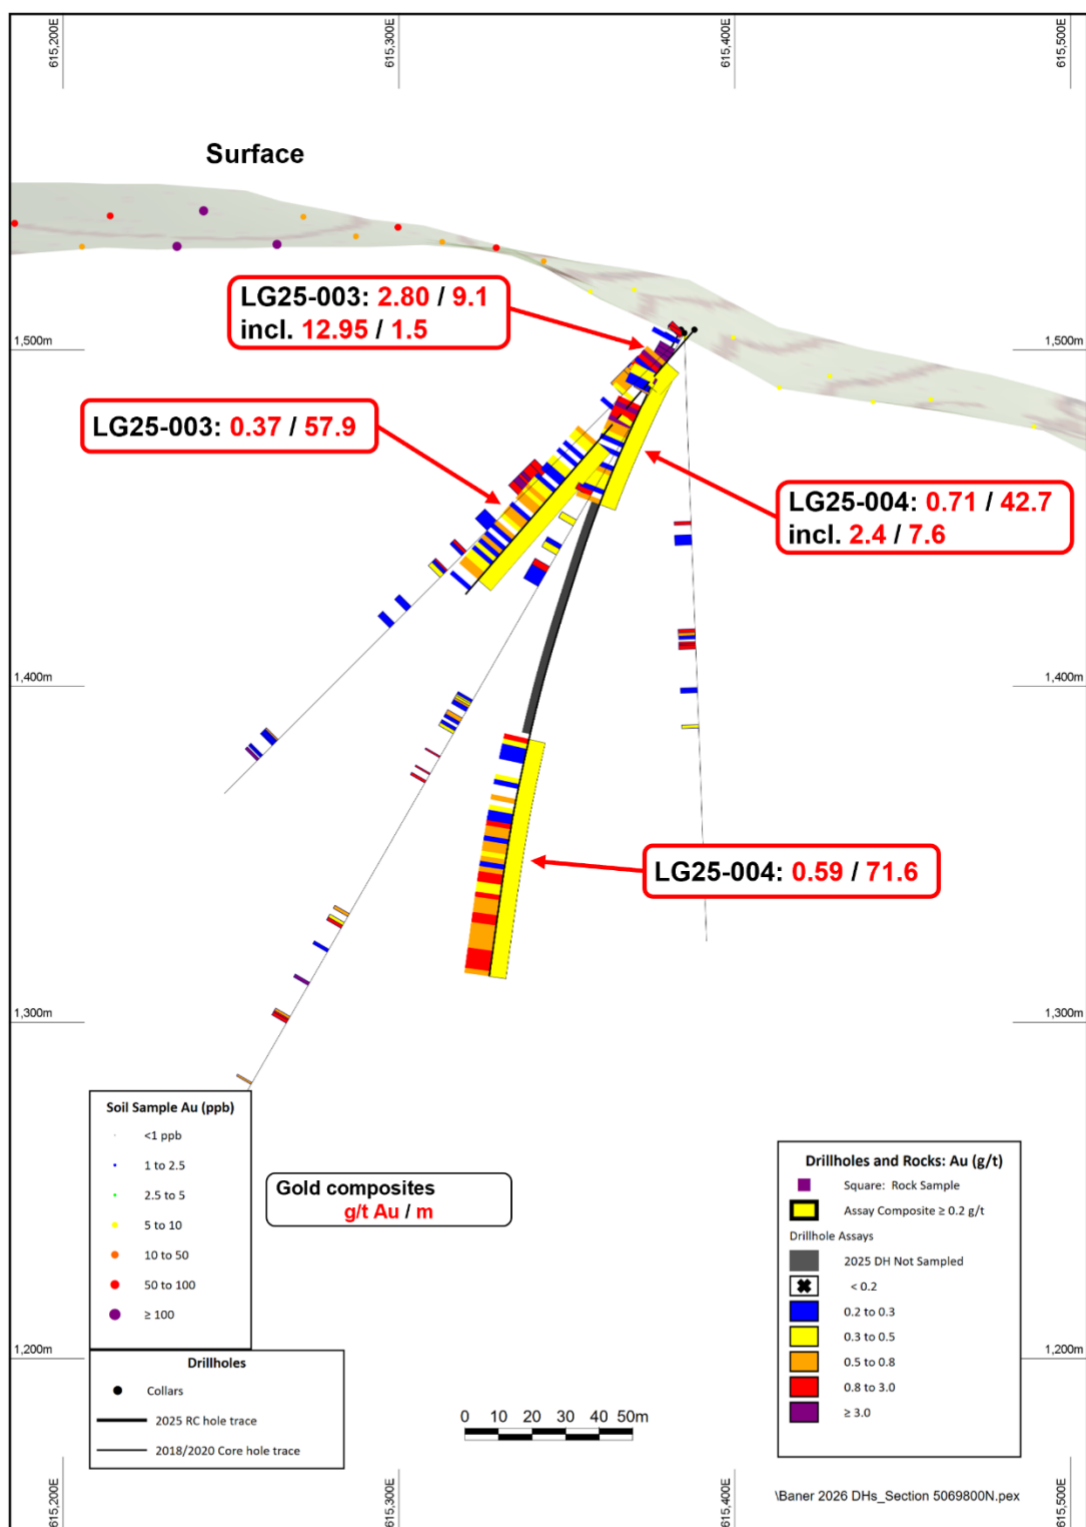 615,200E
615,300E
615,400E
615,500E
Surface
LG25-003: 2.80 / 9.1
incl. 12.95 / 1.5
1,500m
1,500m
LG25-003: 0.37 / 57.9
LG25-004: 0.71 / 42.7
incl. 2.4 / 7.6
1,400m
1,400m
LG25-004: 0.59 / 71.6
1,300m
1,300m
Soil Sample Au (ppb)
<1 ppb
1 to 2.5
2.5 to 5
5 to 10
10 to 50
50 to 100
≥ 100
Gold composites
g/t Au / m
Drillholes and Rocks: Au (g/t)
Square: Rock Sample
Assay Composite ≥ 0.2 g/t
Drillhole Assays
2025 DH Not Sampled
< 0.2
0.2 to 0.3
0.3 to 0.5
0.5 to 0.8
0.8 to 3.0
≥ 3.0
1,200m
1,200m
Drillholes
Collars
2025 RC hole trace
2018/2020 Core hole trace
0 10 20 30 40 50m
\Baner 2026 DHs_Section 5069800N.pex
615,200E
615,300E
615,400E
615,500E